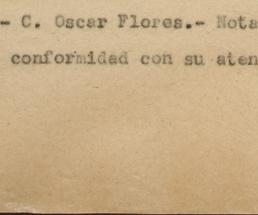 - C. Oscar Flores.- Nota
conformidad con su aten